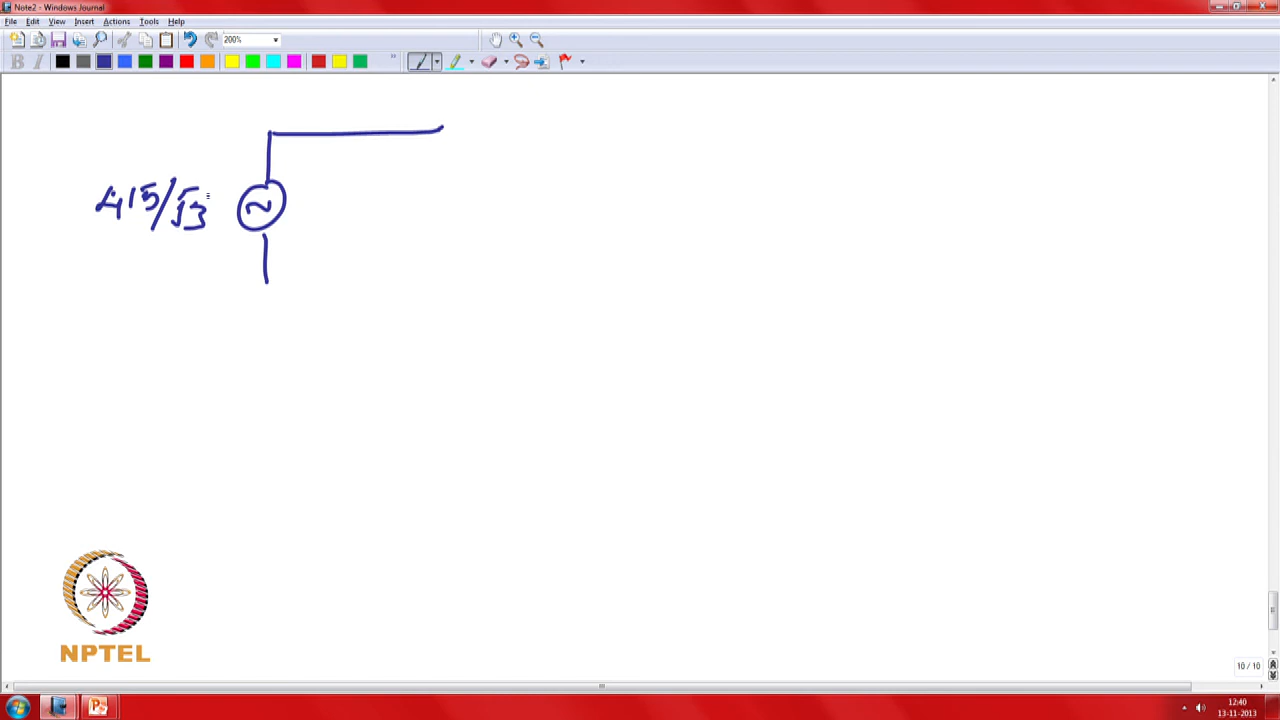 Note2 - Windows Journal
File Edit View Insert Actions Tools Help
200%
B I
415/√3
NPTEL
10 / 10
12:40
13-11-2013